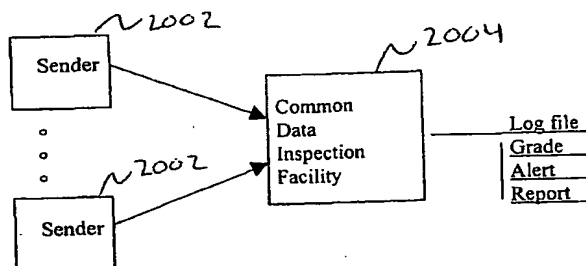 2002
Sender
2004
Common
Data
Inspection
Facility
Log file
Grade
Alert
Report
2002
Sender